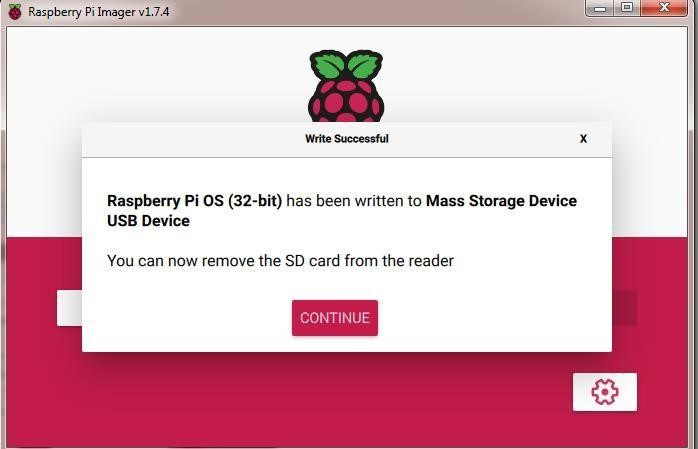 Raspberry Pi Imager v1.7.4
Write Successful
X
Raspberry Pi OS (32-bit) has been written to Mass Storage Device
USB Device
You can now remove the SD card from the reader
CONTINUE